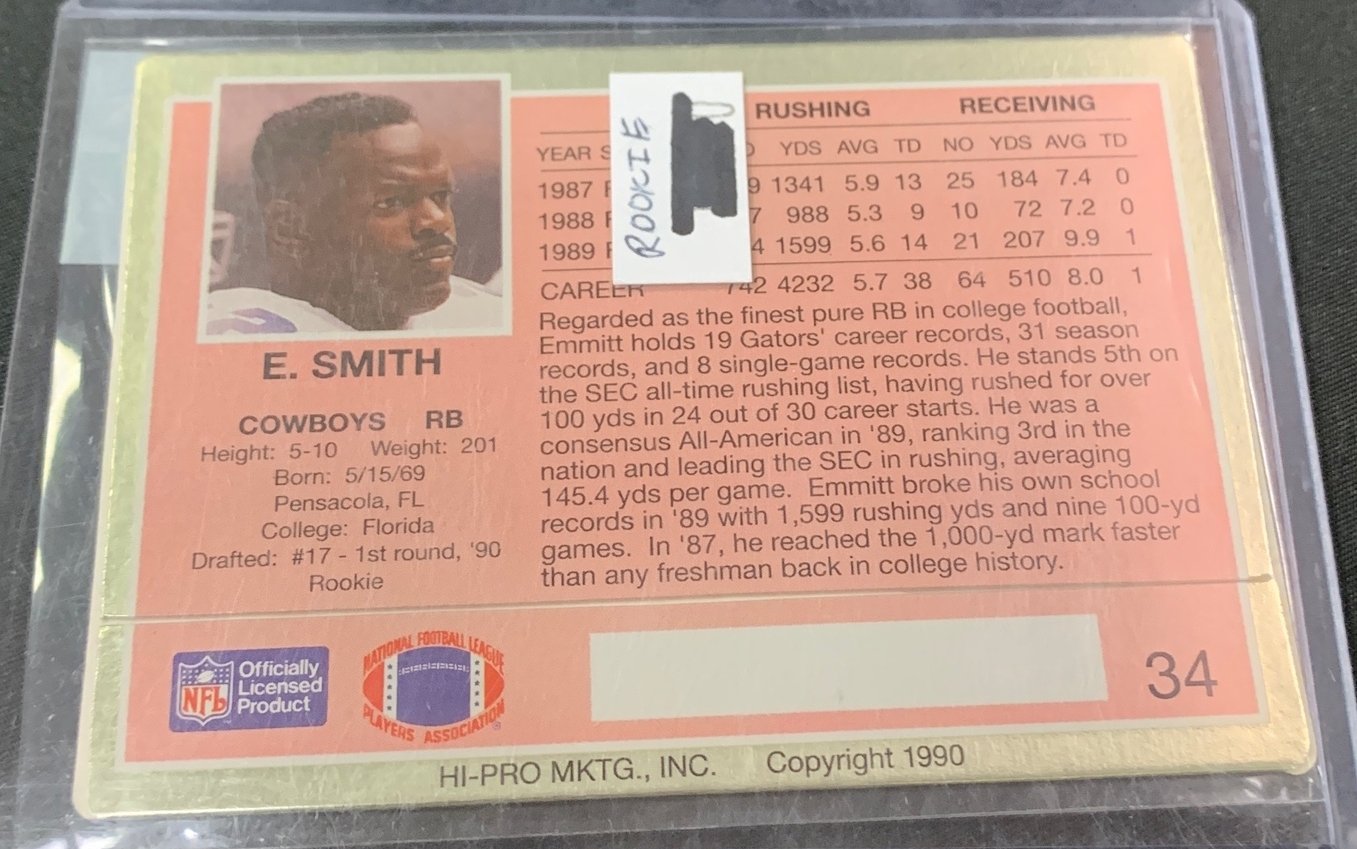 E. SMITH
COWBOYS RB
Height: 5-10 Weight: 201
Born: 5/15/69
Pensacola, FL
College: Florida
Drafted: #17 - 1st round, '90
Rookie
ROOKIE
RUSHING RECEIVING
YEAR YDS AVG TD NO YDS AVG TD
1987 1341 5.9 13 25 184 7.4 0
1988 988 5.3 9 10 72 7.2 0
1989 1599 5.6 14 21 207 9.9 1
CAREER 742 4232 5.7 38 64 510 8.0 1
Regarded as the finest pure RB in college football,
Emmitt holds 19 Gators' career records, 31 season
records, and 8 single-game records. He stands 5th on
the SEC all-time rushing list, having rushed for over
100 yds in 24 out of 30 career starts. He was a
consensus All-American in '89, ranking 3rd in the
nation and leading the SEC in rushing, averaging
145.4 yds per game. Emmitt broke his own school
records in '89 with 1,599 rushing yds and nine 100-yd
games. In '87, he reached the 1,000-yd mark faster
than any freshman back in college history.
NFL
Officially
Licensed
Product
NATIONAL FOOTBALL LEAGUE
PLAYERS ASSOCIATION
34
HI-PRO MKTG., INC. Copyright 1990